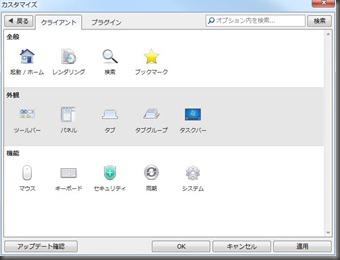 カスタマイズ
戻る クライアント プラグイン オプション内を検索... 検索
全般
起動 / ホーム レンダリング 検索 ブックマーク
外観
ツールバー パネル タブ タブグループ タスクバー
機能
マウス キーボード セキュリティ 同期 システム
アップデート確認 OK キャンセル 適用